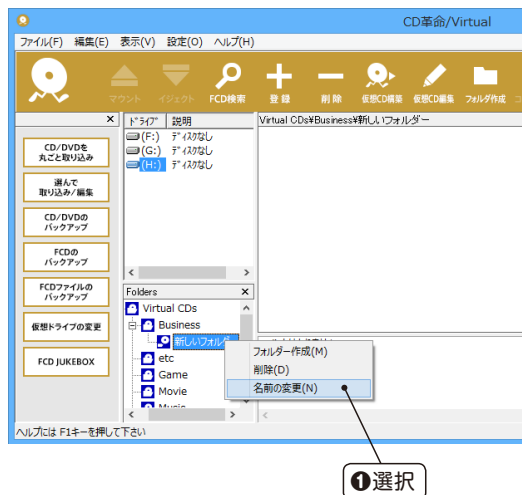 CD革命/Virtual
ファイル(F) 編集(E) 表示(V) 設定(O) ヘルプ(H)
マウント イジェクト FCD検索 登録 削除 仮想CD構築 仮想CD編集 フォルダ作成
CD/DVDを
丸ごと取り込み
選んで
取り込み/編集
CD/DVDの
バックアップ
FCDの
バックアップ
FCDファイルの
バックアップ
仮想ドライブの変更
FCD JUKEBOX
ドライブ 説明
(F:) ディスクなし
(G:) ディスクなし
(H:) ディスクなし
Virtual CDs¥Business¥新しいフォルダー
Folders
Virtual CDs
Business
新しいフォルダ
etc
Game
Movie
Music
フォルダー作成(M)
削除(D)
名前の変更(N)
ヘルプには F1キーを押して下さい
❶選択